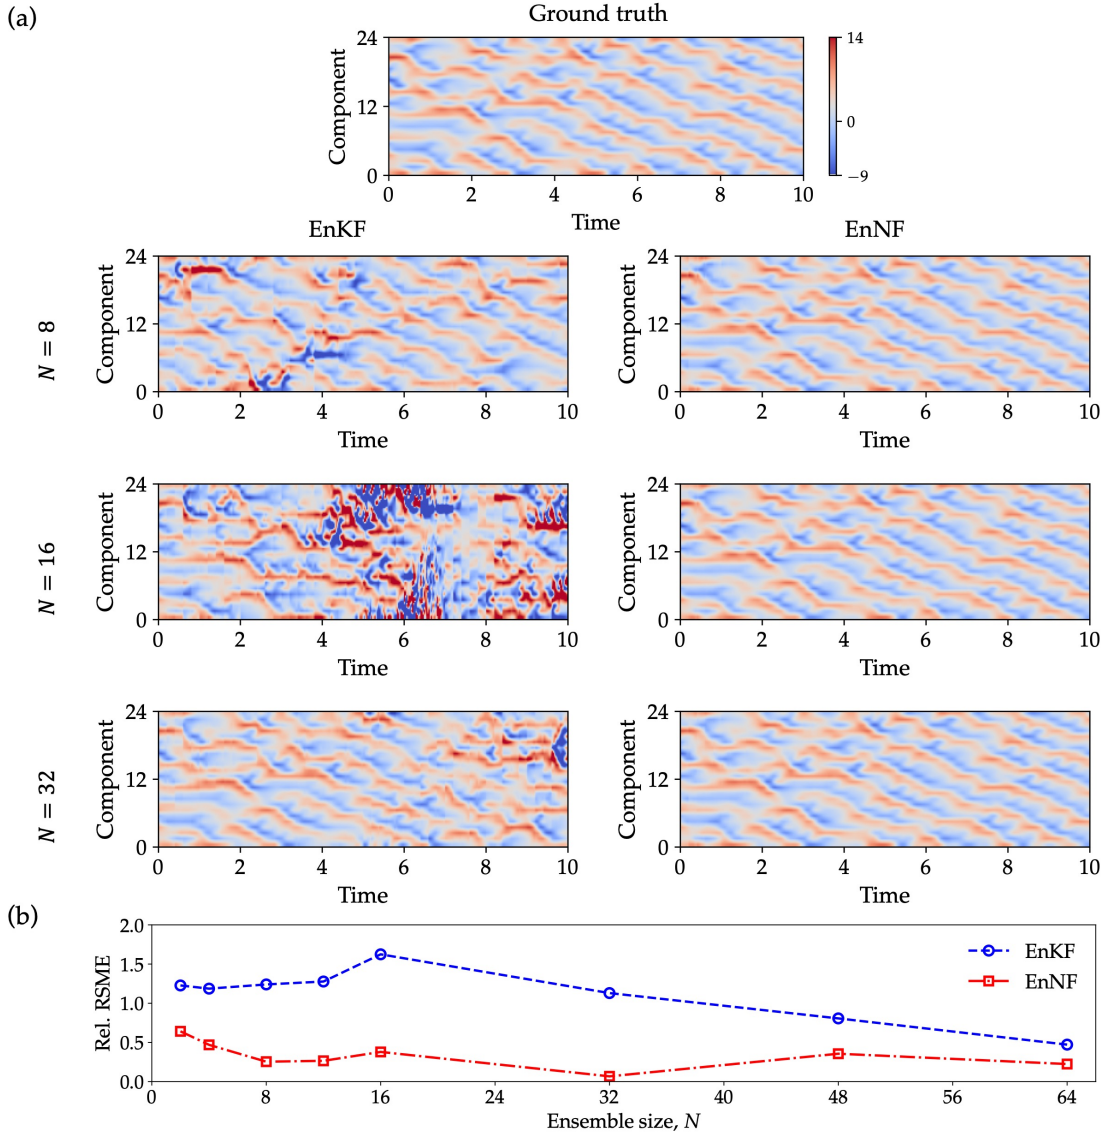 (a)
Ground truth
Component
24
12
0
0 2 4 6 8 10
Time
14
0
−9
EnKF
EnNF
N = 8
Component
24
12
0
0 2 4 6 8 10
Time
Component
24
12
0
0 2 4 6 8 10
Time
N = 16
Component
24
12
0
0 2 4 6 8 10
Time
Component
24
12
0
0 2 4 6 8 10
Time
N = 32
Component
24
12
0
0 2 4 6 8 10
Time
Component
24
12
0
0 2 4 6 8 10
Time
(b)
Rel. RSME
2.0
1.5
1.0
0.5
0.0
EnKF
EnNF
0 8 16 24 32 40 48 56 64
Ensemble size, N